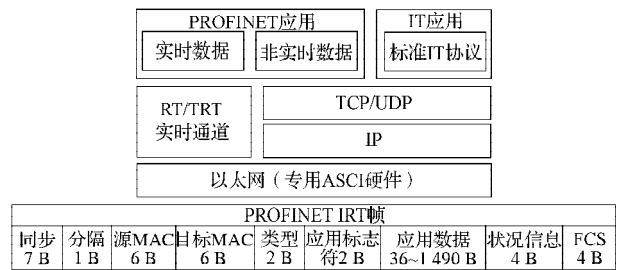 PROFINET应用
IT应用
实时数据
非实时数据
标准IT协议
RT/TRT
实时通道
TCP/UDP
IP
以太网（专用ASCI硬件）
PROFINET IRT帧
同步
7 B
分隔
1 B
源MAC
6 B
目标MAC
6 B
类型
2 B
应用标志
符2 B
应用数据
36~1 490 B
状况信息
4 B
FCS
4 B